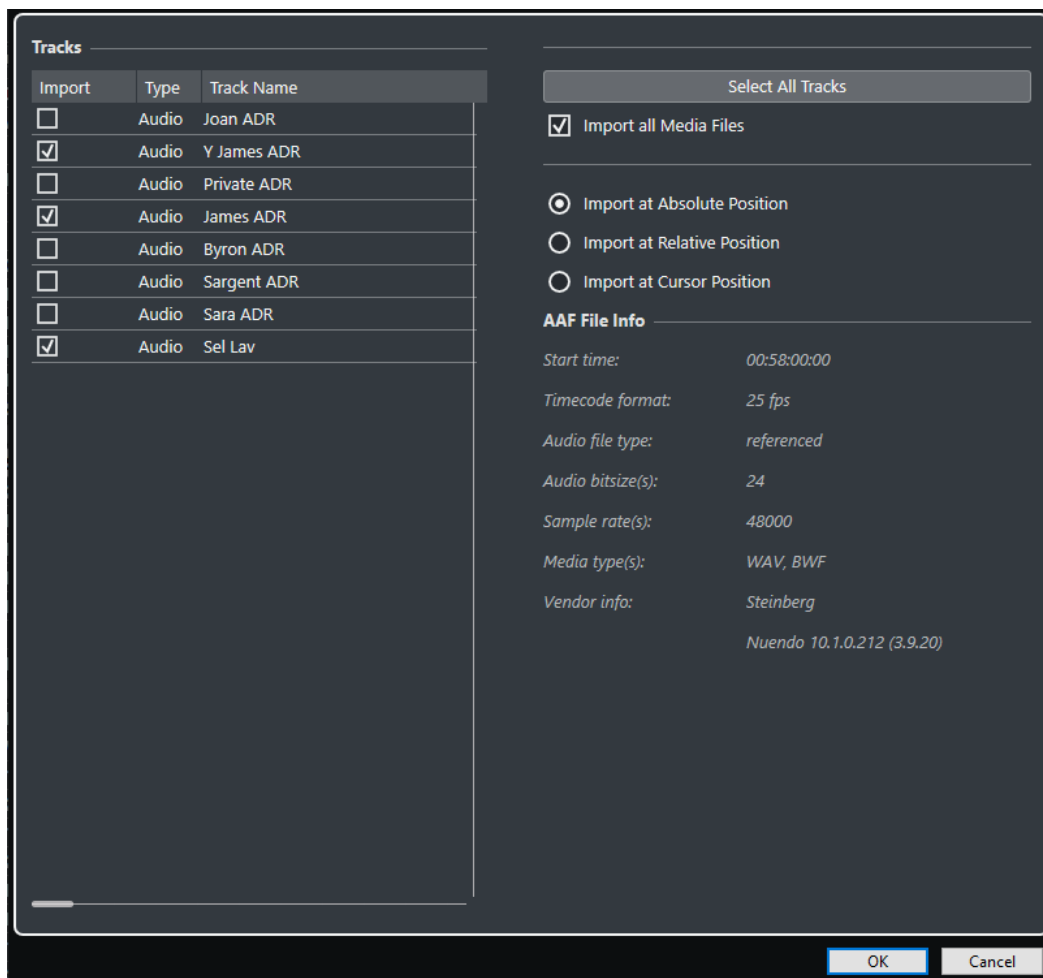 Tracks
Import Type Track Name
Audio Joan ADR
Audio Y James ADR
Audio Private ADR
Audio James ADR
Audio Byron ADR
Audio Sargent ADR
Audio Sara ADR
Audio Sel Lav
Select All Tracks
Import all Media Files
Import at Absolute Position
Import at Relative Position
Import at Cursor Position
AAF File Info
Start time: 00:58:00:00
Timecode format: 25 fps
Audio file type: referenced
Audio bitsize(s): 24
Sample rate(s): 48000
Media type(s): WAV, BWF
Vendor info: Steinberg
Nuendo 10.1.0.212 (3.9.20)
OK Cancel